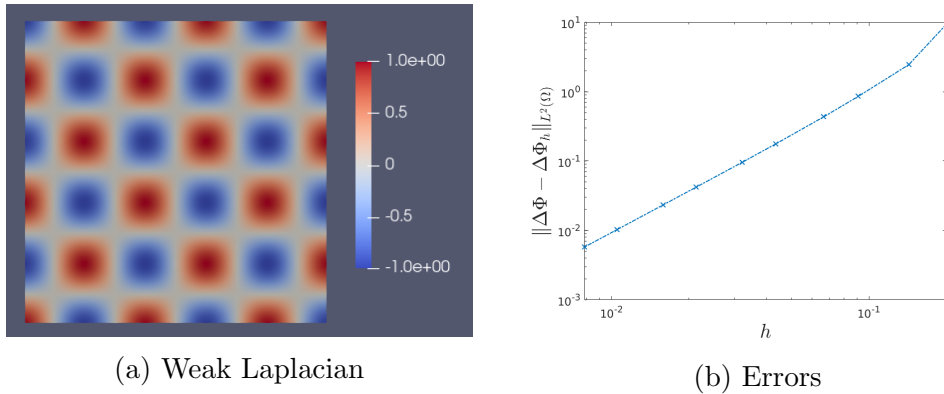 1.0e+00
0.5
0
-0.5
-1.0e+00
(a) Weak Laplacian
10^1
10^0
10^-1
10^-2
10^-3
‖ΔΦ − ΔΦ_h‖_{L^2(Ω)}
10^-2
10^-1
h
(b) Errors